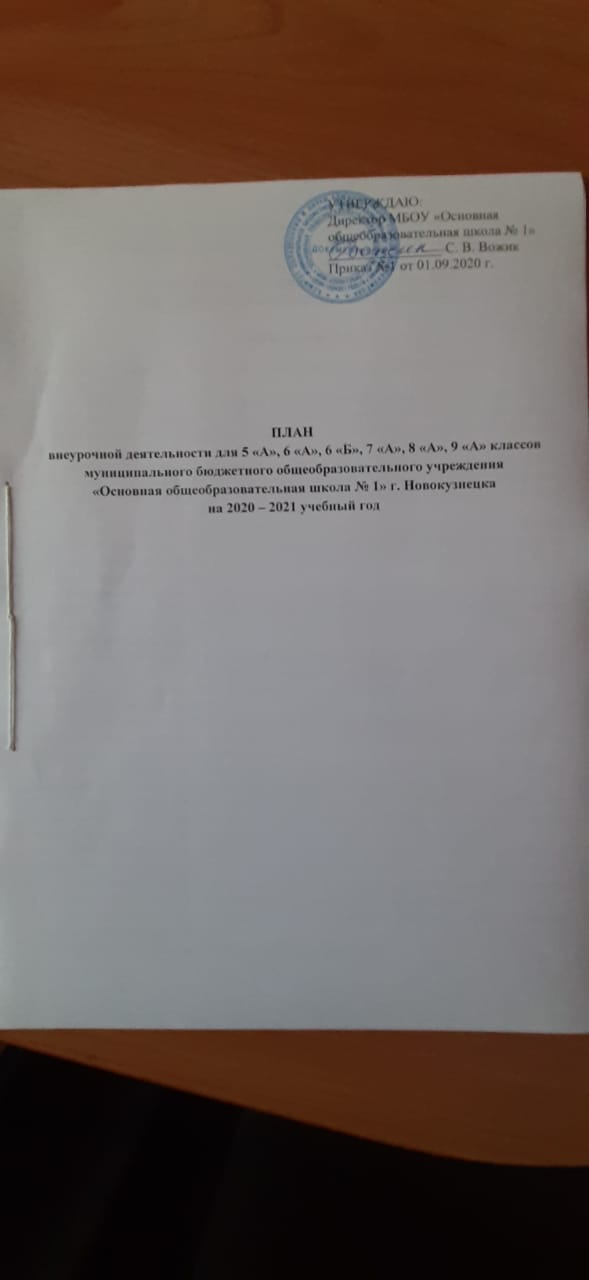 УТВЕРЖДАЮ:
Директор МБОУ «Основная
общеобразовательная школа № 1»
С. В. Вожик
Приказ №1 от 01.09.2020 г.
ПЛАН
внеурочной деятельности для 5 «А», 6 «А», 6 «Б», 7 «А», 8 «А», 9 «А» классов
муниципального бюджетного общеобразовательного учреждения
«Основная общеобразовательная школа № 1» г. Новокузнецка
на 2020 – 2021 учебный год